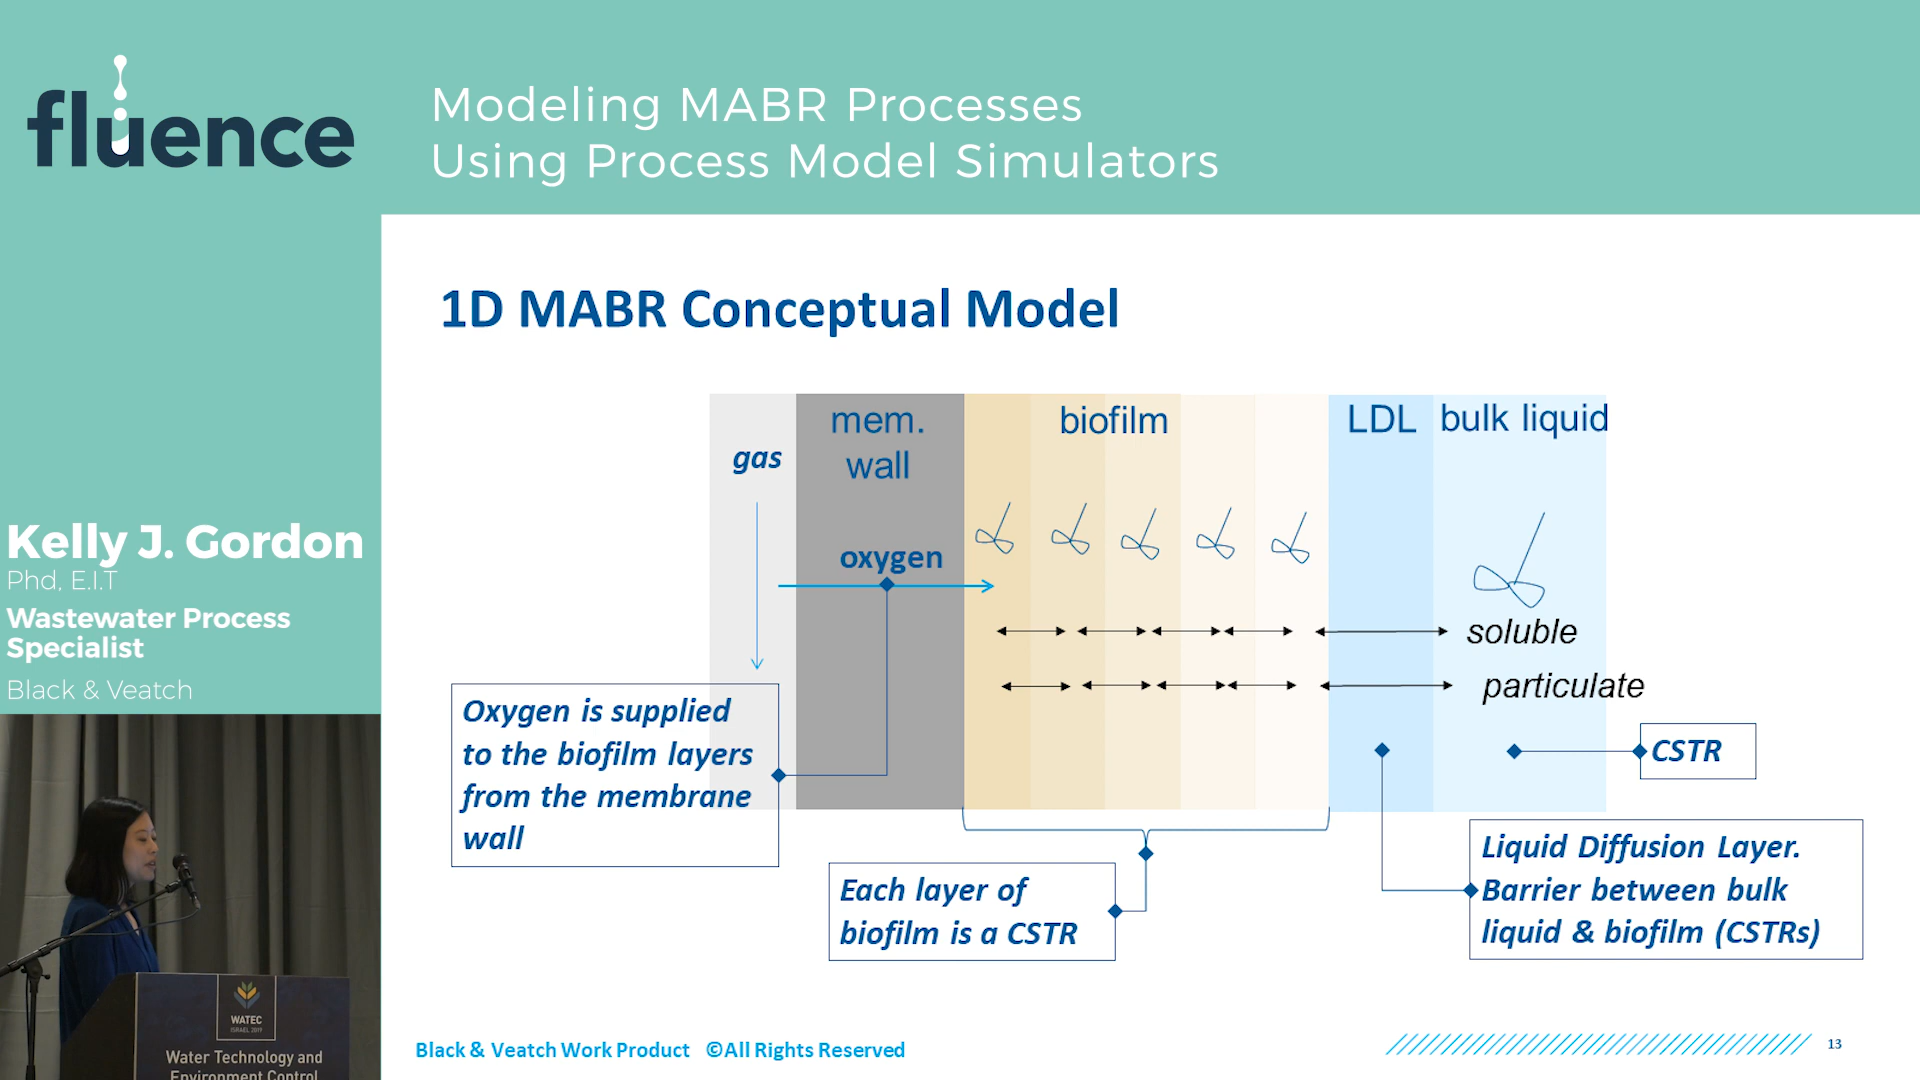 fluence
Modeling MABR Processes
Using Process Model Simulators
Kelly J. Gordon
Phd, E.I.T
Wastewater Process
Specialist
Black & Veatch
1D MABR Conceptual Model
gas
mem.
wall
biofilm
LDL
bulk liquid
oxygen
soluble
particulate
Oxygen is supplied
to the biofilm layers
from the membrane
wall
Each layer of
biofilm is a CSTR
CSTR
Liquid Diffusion Layer.
Barrier between bulk
liquid & biofilm (CSTRs)
WATEC
ISRAEL 2019
Water Technology and
Environment Control
Black & Veatch Work Product ©All Rights Reserved
13